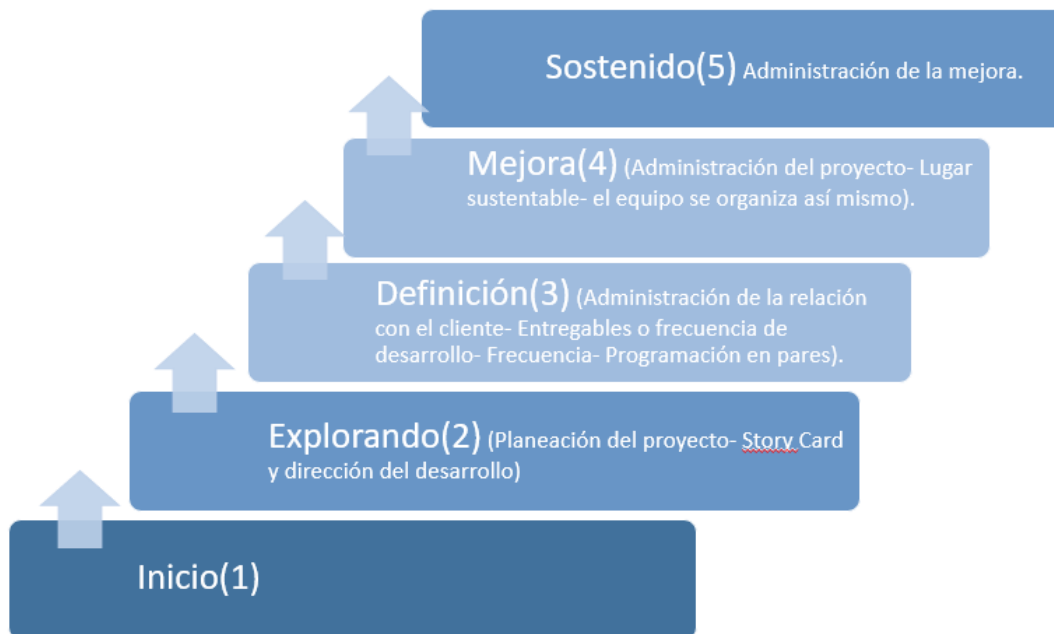 Sostenido(5) Administración de la mejora.
Mejora(4) (Administración del proyecto- Lugar
sustentable- el equipo se organiza así mismo).
Definición(3) (Administración de la relación
con el cliente- Entregables o frecuencia de
desarrollo- Frecuencia- Programación en pares).
Explorando(2) (Planeación del proyecto- Story Card
y dirección del desarrollo)
Inicio(1)